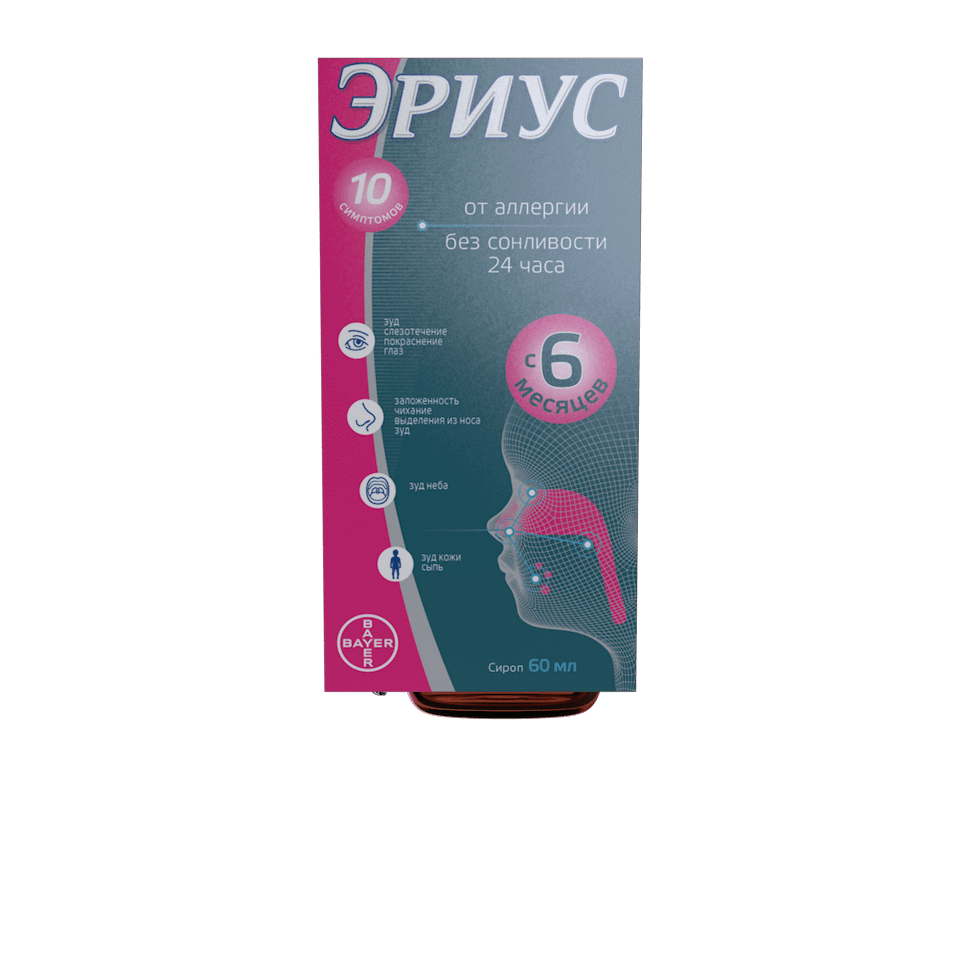 ЭРИУС
10
СИМПТОМОВ
от аллергии
без сонливости
24 часа
с 6
месяцев
зуд
слезотечение
покраснение
глаз
заложенность
чихание
выделения из носа
зуд
зуд неба
зуд кожи
сыпь
BAYER
BAYER
Сироп 60 мл